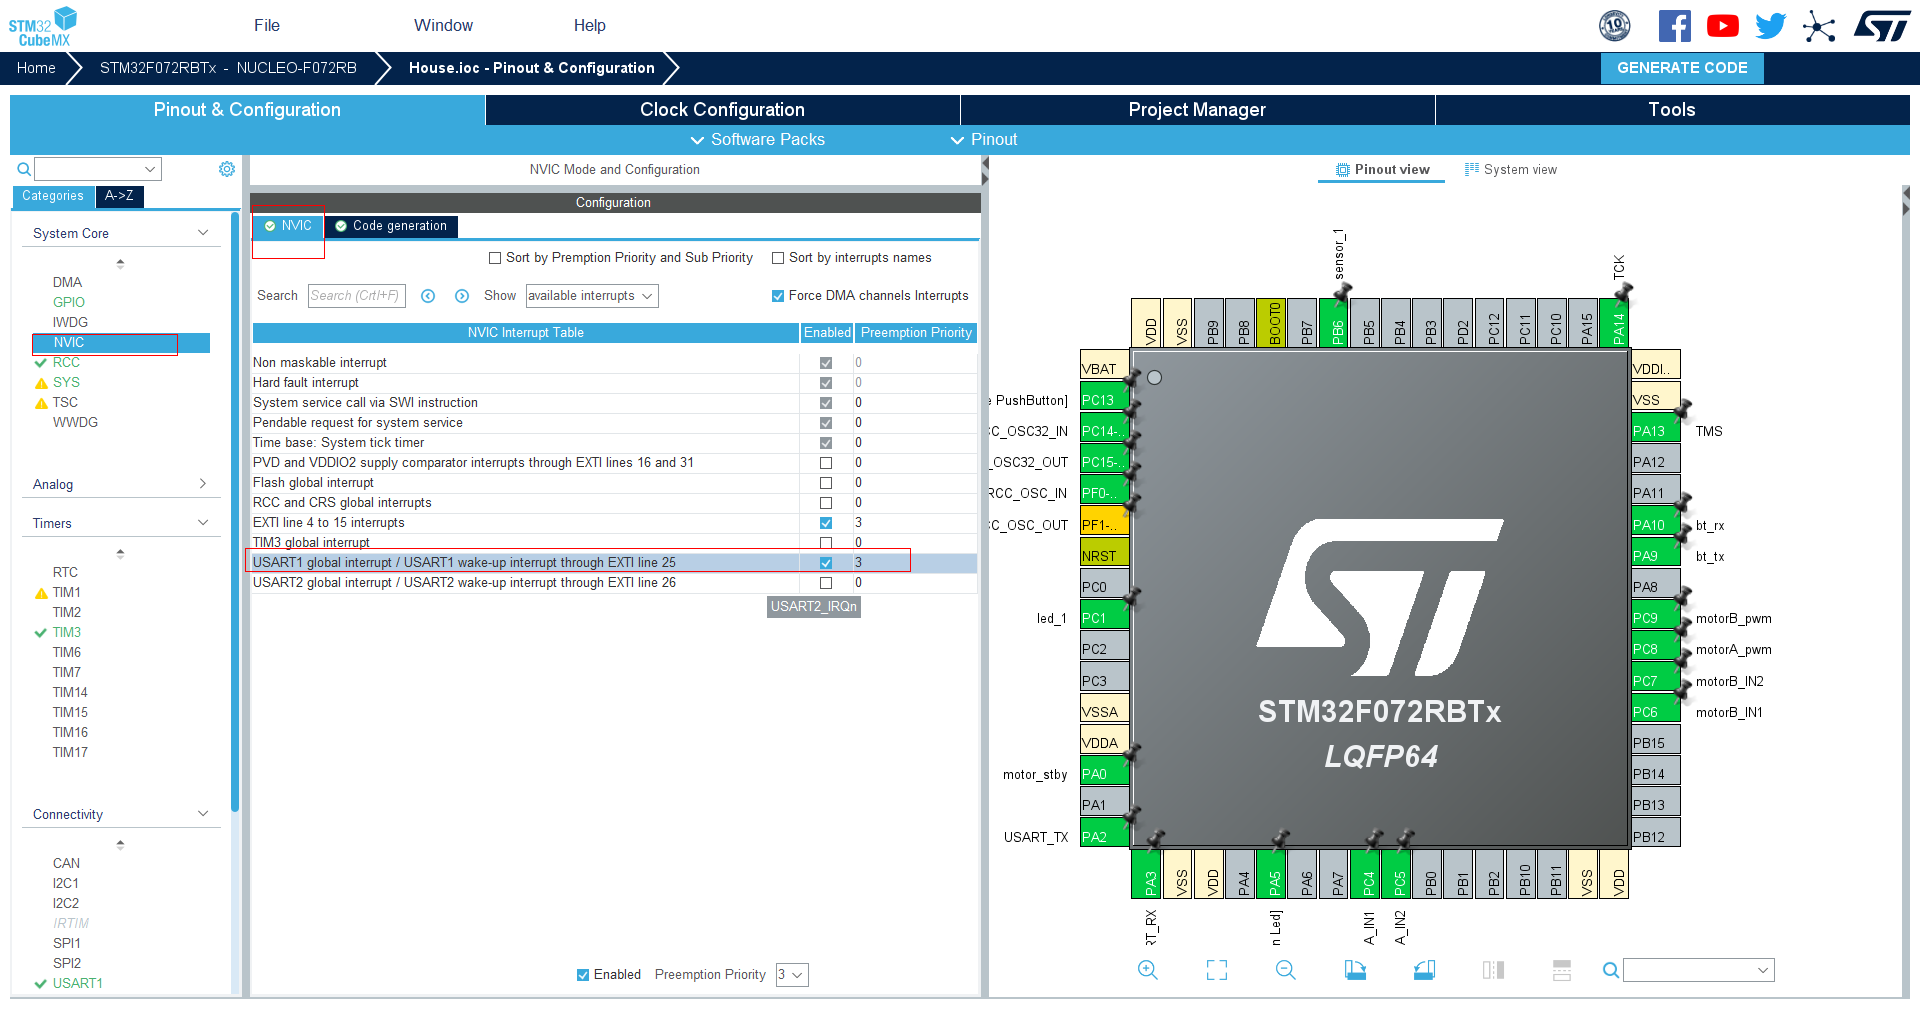 STM32
CubeMX
File
Window
Help
10
Home
STM32F072RBTx - NUCLEO-F072RB
House.ioc - Pinout & Configuration
GENERATE CODE
Pinout & Configuration
Clock Configuration
Project Manager
Tools
Software Packs
Pinout
Categories
A->Z
System Core
DMA
GPIO
IWDG
NVIC
RCC
SYS
TSC
WWDG
Analog
Timers
RTC
TIM1
TIM2
TIM3
TIM6
TIM7
TIM14
TIM15
TIM16
TIM17
Connectivity
CAN
I2C1
I2C2
IRTIM
SPI1
SPI2
USART1
NVIC Mode and Configuration
Configuration
NVIC
Code generation
Sort by Premption Priority and Sub Priority
Sort by interrupts names
Search
Search (Crtl+F)
Show
available interrupts
Force DMA channels Interrupts
NVIC Interrupt Table Enabled Preemption Priority
Non maskable interrupt 0
Hard fault interrupt 0
System service call via SWI instruction 0
Pendable request for system service 0
Time base: System tick timer 0
PVD and VDDIO2 supply comparator interrupts through EXTI lines 16 and 31 0
Flash global interrupt 0
RCC and CRS global interrupts 0
EXTI line 4 to 15 interrupts 3
TIM3 global interrupt 0
USART1 global interrupt / USART1 wake-up interrupt through EXTI line 25 3
USART2 global interrupt / USART2 wake-up interrupt through EXTI line 26 0
USART2_IRQn
Enabled
Preemption Priority
3
Pinout view
System view
sensor_1
TCK
VDD
VSS
PB9
PB8
BOOT0
PB7
PB6
PB5
PB4
PB3
PD2
PC12
PC11
PC10
PA15
PA14
VBAT
e PushButton] PC13
CC_OSC32_IN PC14-..
_OSC32_OUT PC15-..
RCC_OSC_IN PF0-..
CC_OSC_OUT PF1-..
NRST
PC0
led_1 PC1
PC2
PC3
VSSA
VDDA
motor_stby PA0
PA1
USART_TX PA2
STM32F072RBTx
LQFP64
VDDI..
VSS
PA13 TMS
PA12
PA11
PA10 bt_rx
PA9 bt_tx
PA8
PC9 motorB_pwm
PC8 motorA_pwm
PC7 motorB_IN2
PC6 motorB_IN1
PB15
PB14
PB13
PB12
PA3
VSS
VDD
PA4
PA5
PA6
PA7
PC4
PC5
PB0
PB1
PB2
PB10
PB11
VSS
VDD
RT_RX
n Led]
A_IN1
A_IN2